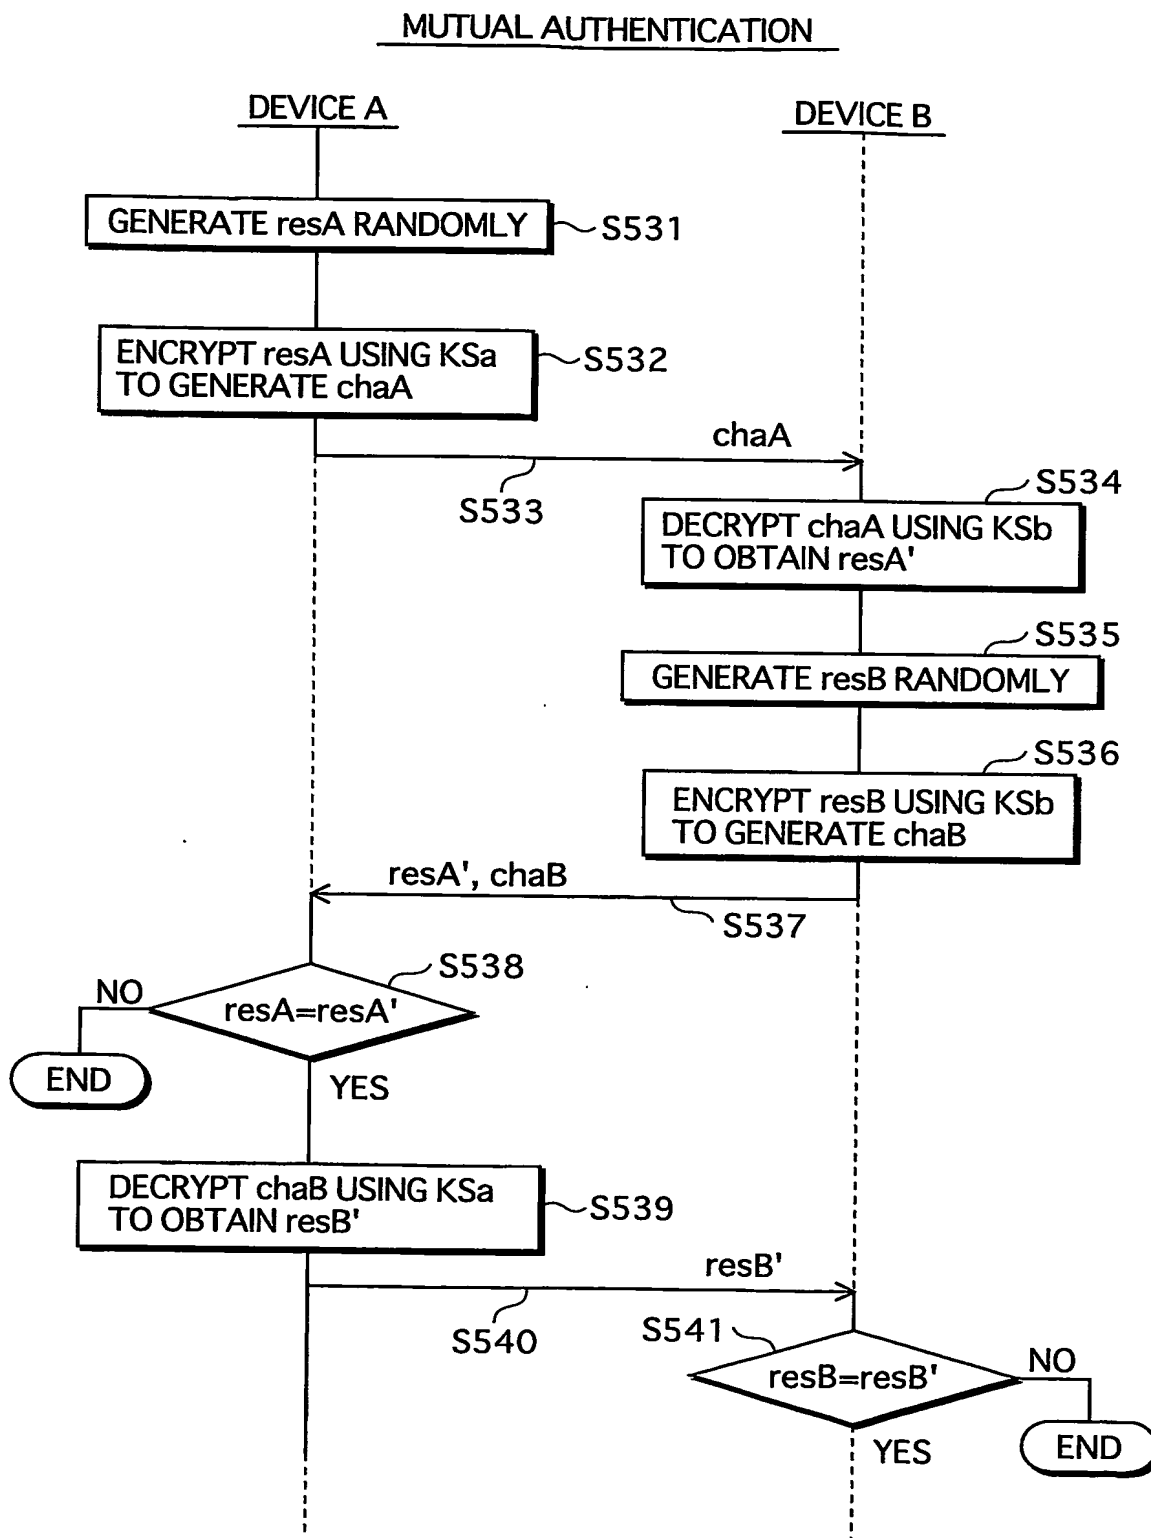 MUTUAL AUTHENTICATION
DEVICE A
DEVICE B
GENERATE resA RANDOMLY
S531
ENCRYPT resA USING KSa
TO GENERATE chaA
S532
chaA
S533
S534
DECRYPT chaA USING KSb
TO OBTAIN resA'
S535
GENERATE resB RANDOMLY
S536
ENCRYPT resB USING KSb
TO GENERATE chaB
resA', chaB
S537
S538
NO
resA=resA'
END
YES
DECRYPT chaB USING KSa
TO OBTAIN resB'
S539
resB'
S540
S541
resB=resB'
NO
YES
END